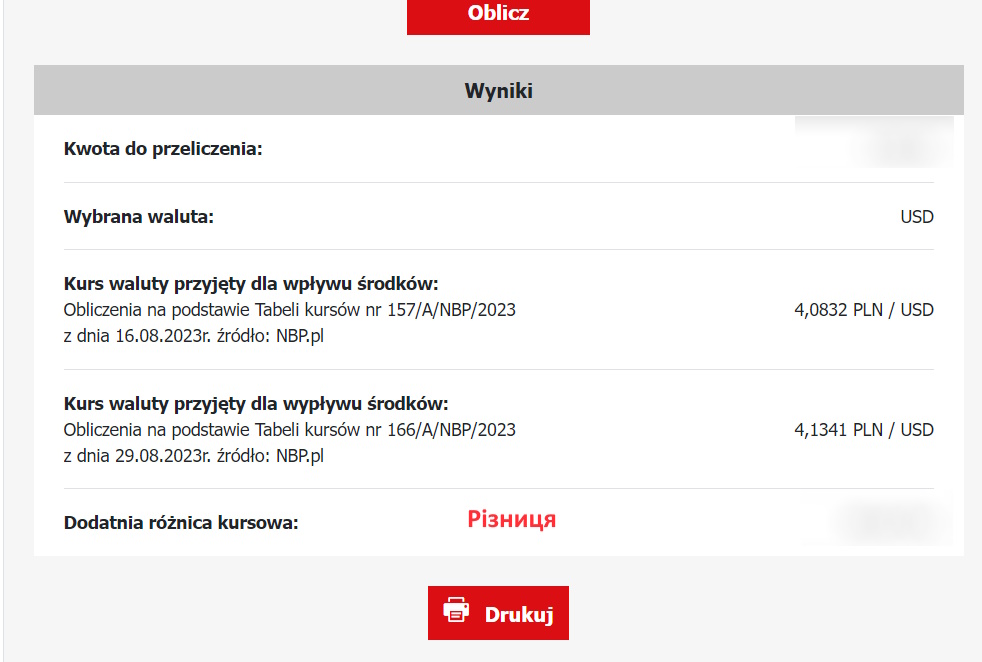 Oblicz
Wyniki
Kwota do przeliczenia:
Wybrana waluta: USD
Kurs waluty przyjęty dla wpływu środków:
Obliczenia na podstawie Tabeli kursów nr 157/A/NBP/2023 4,0832 PLN / USD
z dnia 16.08.2023r. źródło: NBP.pl
Kurs waluty przyjęty dla wypływu środków:
Obliczenia na podstawie Tabeli kursów nr 166/A/NBP/2023 4,1341 PLN / USD
z dnia 29.08.2023r. źródło: NBP.pl
Dodatnia różnica kursowa: Різниця
Drukuj